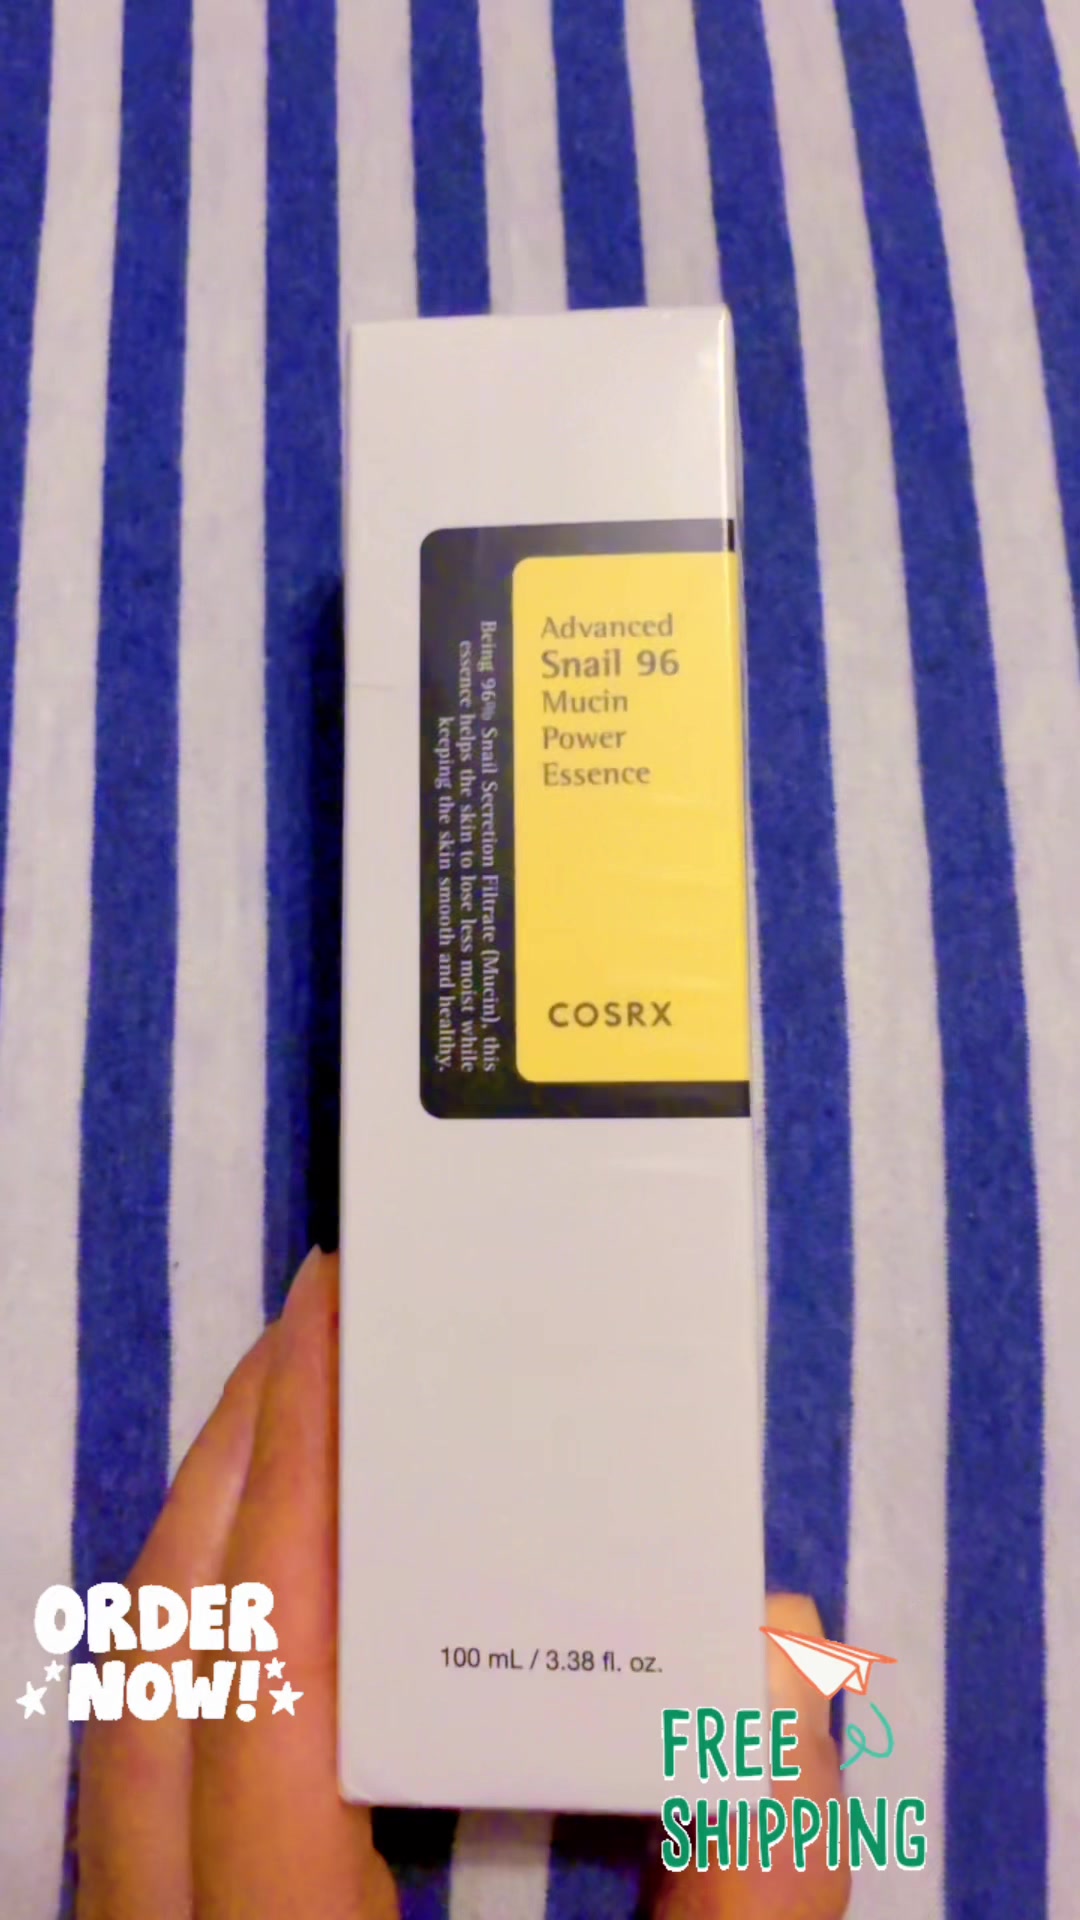 Advanced
Snail 96
Mucin
Power
Essence
COSRX
Being 96% Snail Secretion Filtrate (Mucin), this
essence helps the skin to lose less moist while
keeping the skin smooth and healthy.
100 mL / 3.38 fl. oz.
ORDER
NOW!
FREE
SHIPPING